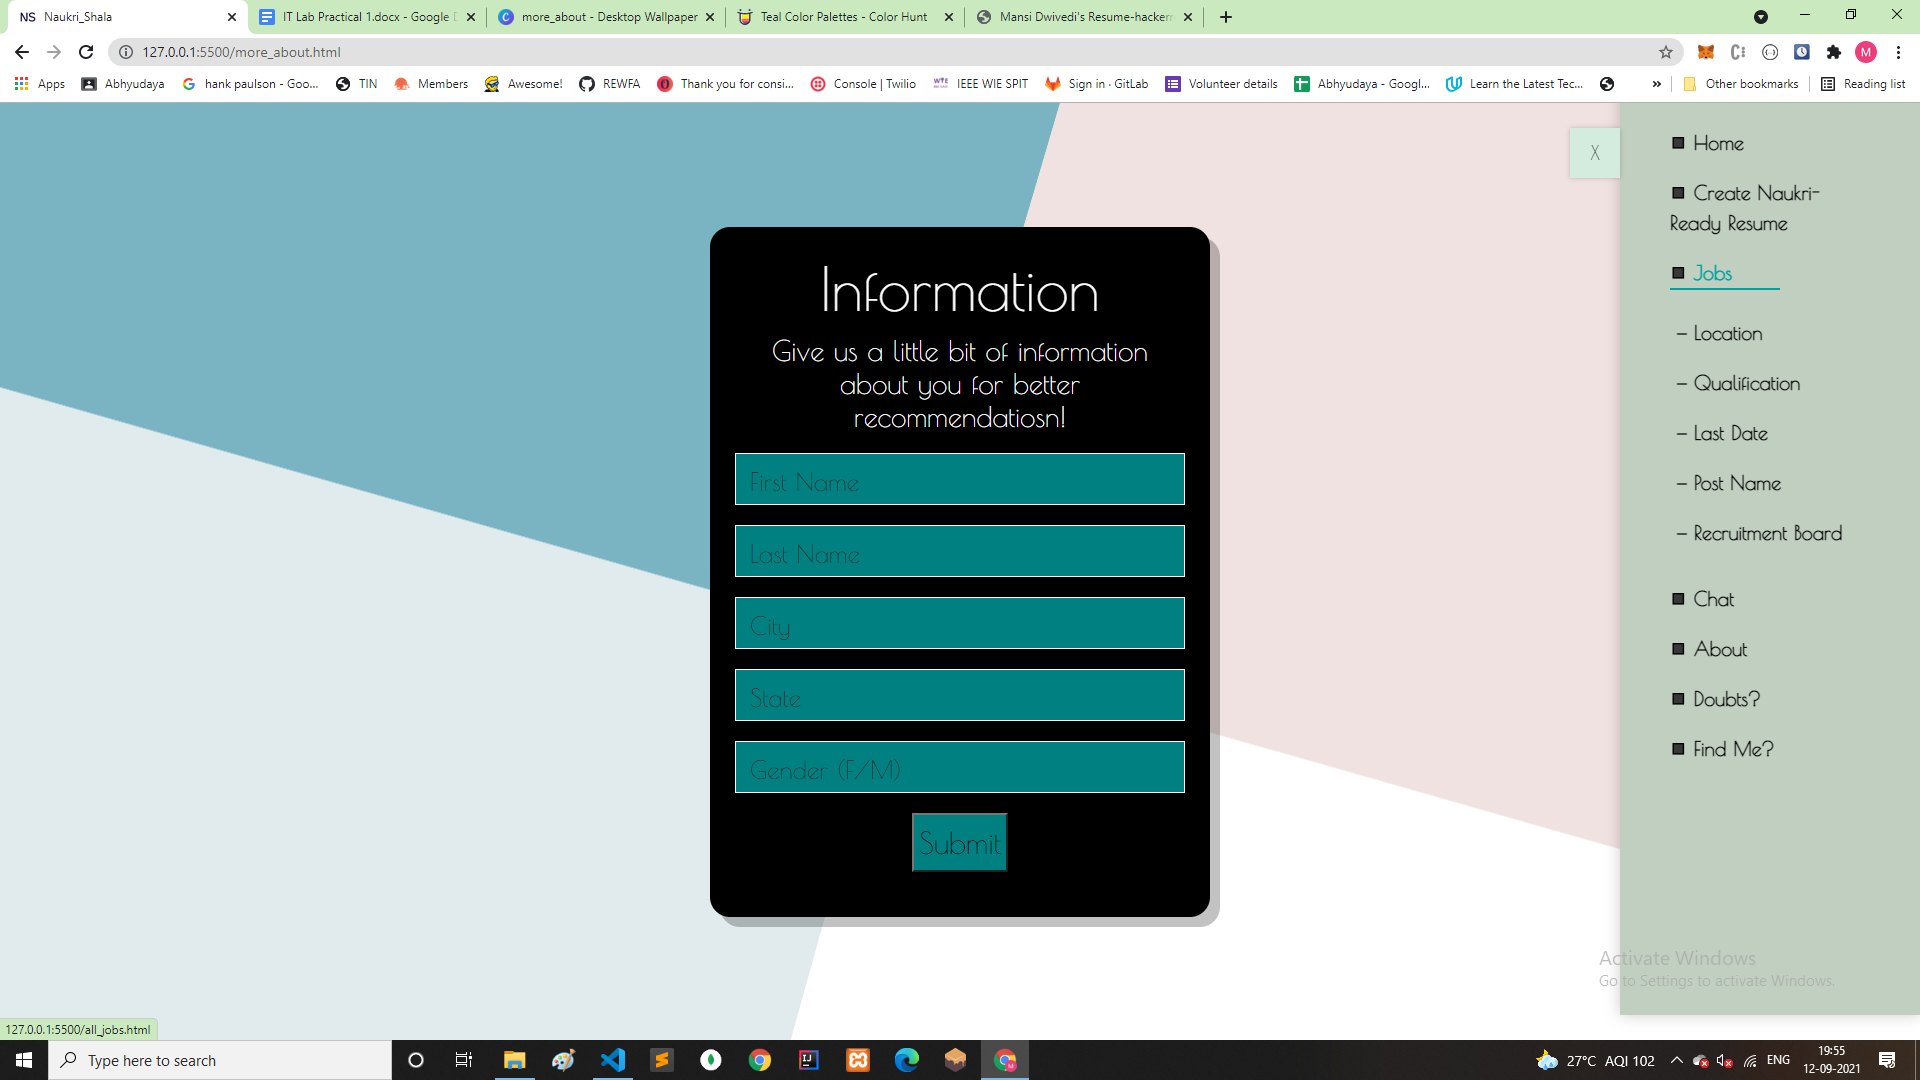 NS Naukri_Shala
IT Lab Practical 1.docx - Google D
more_about - Desktop Wallpaper
Teal Color Palettes - Color Hunt
Mansi Dwivedi's Resume-hackerr
127.0.0.1:5500/more_about.html
M
Apps
Abhyudaya
hank paulson - Goo...
TIN
Members
Awesome!
REWFA
Thank you for consi...
Console | Twilio
IEEE WIE SPIT
Sign in · GitLab
Volunteer details
Abhyudaya - Googl...
Learn the Latest Tec...
»
Other bookmarks
Reading list
X
Home
Create Naukri-
Ready Resume
Jobs
– Location
– Qualification
– Last Date
– Post Name
– Recruitment Board
Chat
About
Doubts?
Find Me?
Information
Give us a little bit of information
about you for better
recommendatiosn!
First Name
Last Name
City
State
Gender (F/M)
Submit
Activate Windows
Go to Settings to activate Windows.
127.0.0.1:5500/all_jobs.html
Type here to search
27°C AQI 102
ENG
19:55
12-09-2021